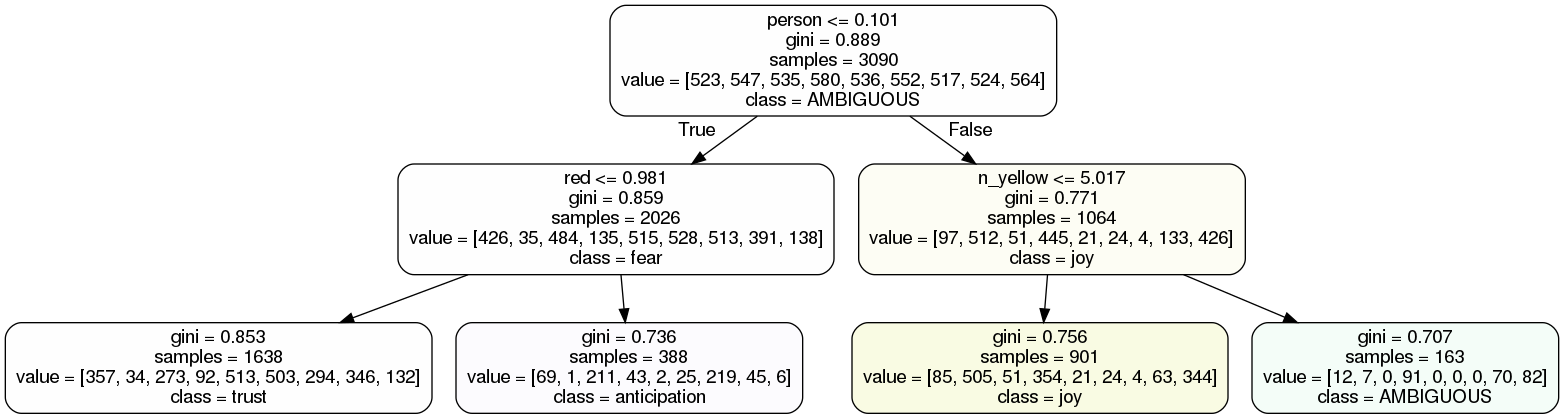 person <= 0.101
gini = 0.889
samples = 3090
value = [523, 547, 535, 580, 536, 552, 517, 524, 564]
class = AMBIGUOUS
True
False
red <= 0.981
gini = 0.859
samples = 2026
value = [426, 35, 484, 135, 515, 528, 513, 391, 138]
class = fear
n_yellow <= 5.017
gini = 0.771
samples = 1064
value = [97, 512, 51, 445, 21, 24, 4, 133, 426]
class = joy
gini = 0.853
samples = 1638
value = [357, 34, 273, 92, 513, 503, 294, 346, 132]
class = trust
gini = 0.736
samples = 388
value = [69, 1, 211, 43, 2, 25, 219, 45, 6]
class = anticipation
gini = 0.756
samples = 901
value = [85, 505, 51, 354, 21, 24, 4, 63, 344]
class = joy
gini = 0.707
samples = 163
value = [12, 7, 0, 91, 0, 0, 0, 70, 82]
class = AMBIGUOUS